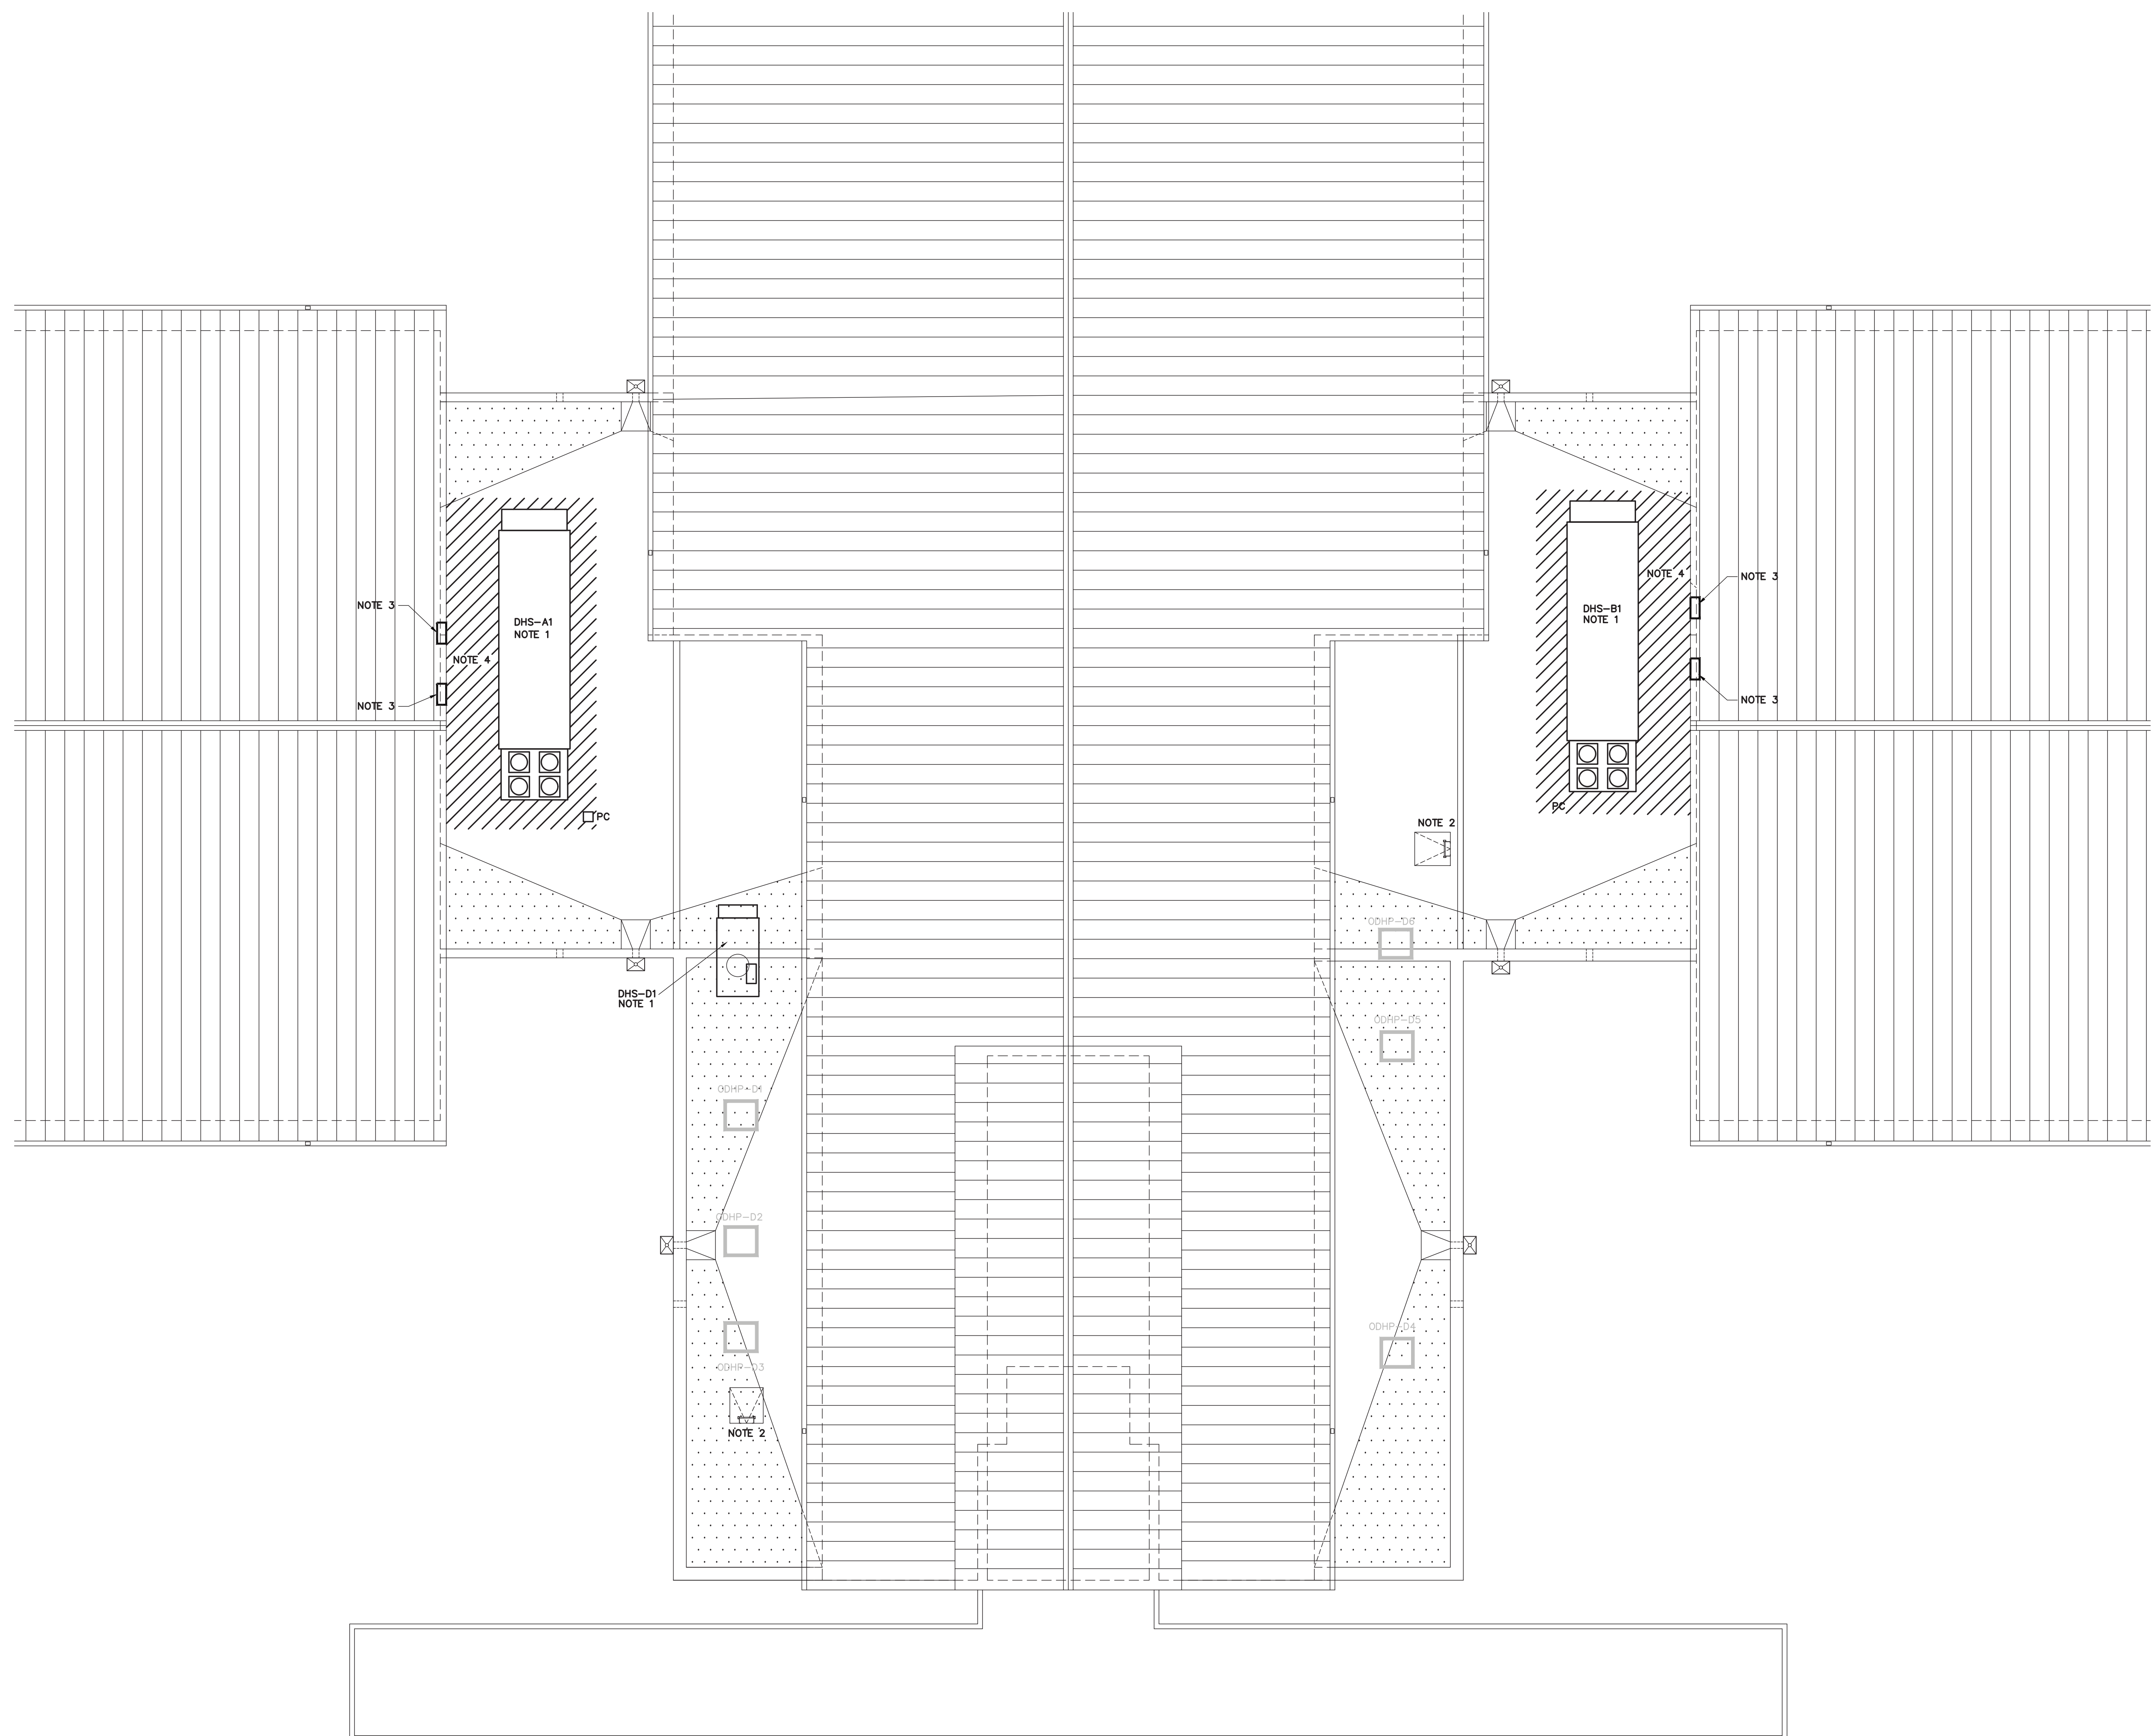 NOTE 4
NOTE 3
NOTE 3
DHS-B1
NOTE 1
DHS-A1
NOTE 1
NOTE 4
NOTE 3
NOTE 3
PC
PC
NOTE 2
ODHP-D6
DHS-D1
NOTE 1
ODHP-D5
ODHP-D1
ODHP-D2
ODHP-D4
ODHP-D3
NOTE 2